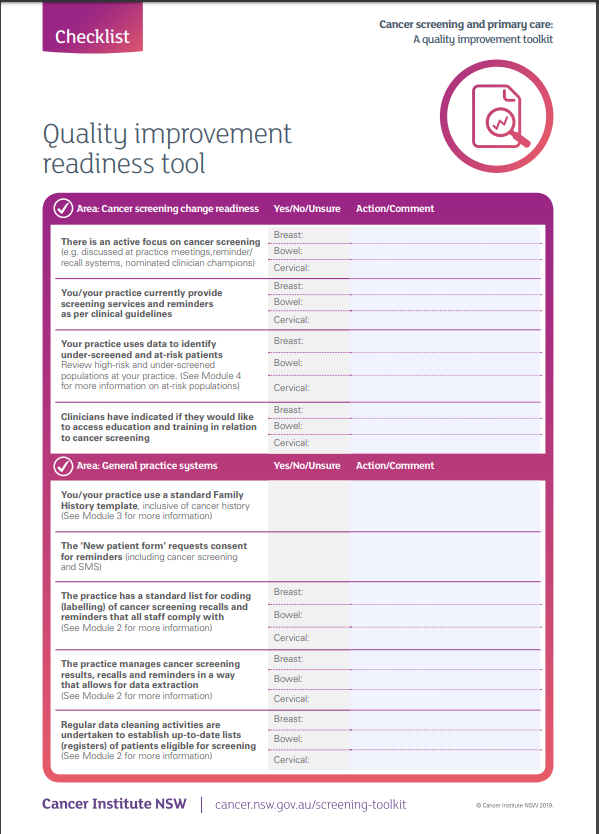 Checklist
Cancer screening and primary care:
A quality improvement toolkit
Quality improvement
readiness tool
Area: Cancer screening change readiness Yes/No/Unsure Action/Comment
There is an active focus on cancer screening
(e.g. discussed at practice meetings,reminder/
recall systems, nominated clinician champions)
Breast:
Bowel:
Cervical:
You/your practice currently provide
screening services and reminders
as per clinical guidelines
Breast:
Bowel:
Cervical:
Your practice uses data to identify
under-screened and at-risk patients
Review high-risk and under-screened
populations at your practice. (See Module 4
for more information on at-risk populations)
Breast:
Bowel:
Cervical:
Clinicians have indicated if they would like
to access education and training in relation
to cancer screening
Breast:
Bowel:
Cervical:
Area: General practice systems Yes/No/Unsure Action/Comment
You/your practice use a standard Family
History template, inclusive of cancer history
(See Module 3 for more information)
The ‘New patient form’ requests consent
for reminders (including cancer screening
and SMS)
The practice has a standard list for coding
(labelling) of cancer screening recalls and
reminders that all staff comply with
(See Module 2 for more information)
Breast:
Bowel:
Cervical:
The practice manages cancer screening
results, recalls and reminders in a way
that allows for data extraction
(See Module 2 for more information)
Breast:
Bowel:
Cervical:
Regular data cleaning activities are
undertaken to establish up-to-date lists
(registers) of patients eligible for screening
(See Module 2 for more information)
Breast:
Bowel:
Cervical:
Cancer Institute NSW cancer.nsw.gov.au/screening-toolkit © Cancer Institute NSW 2019.